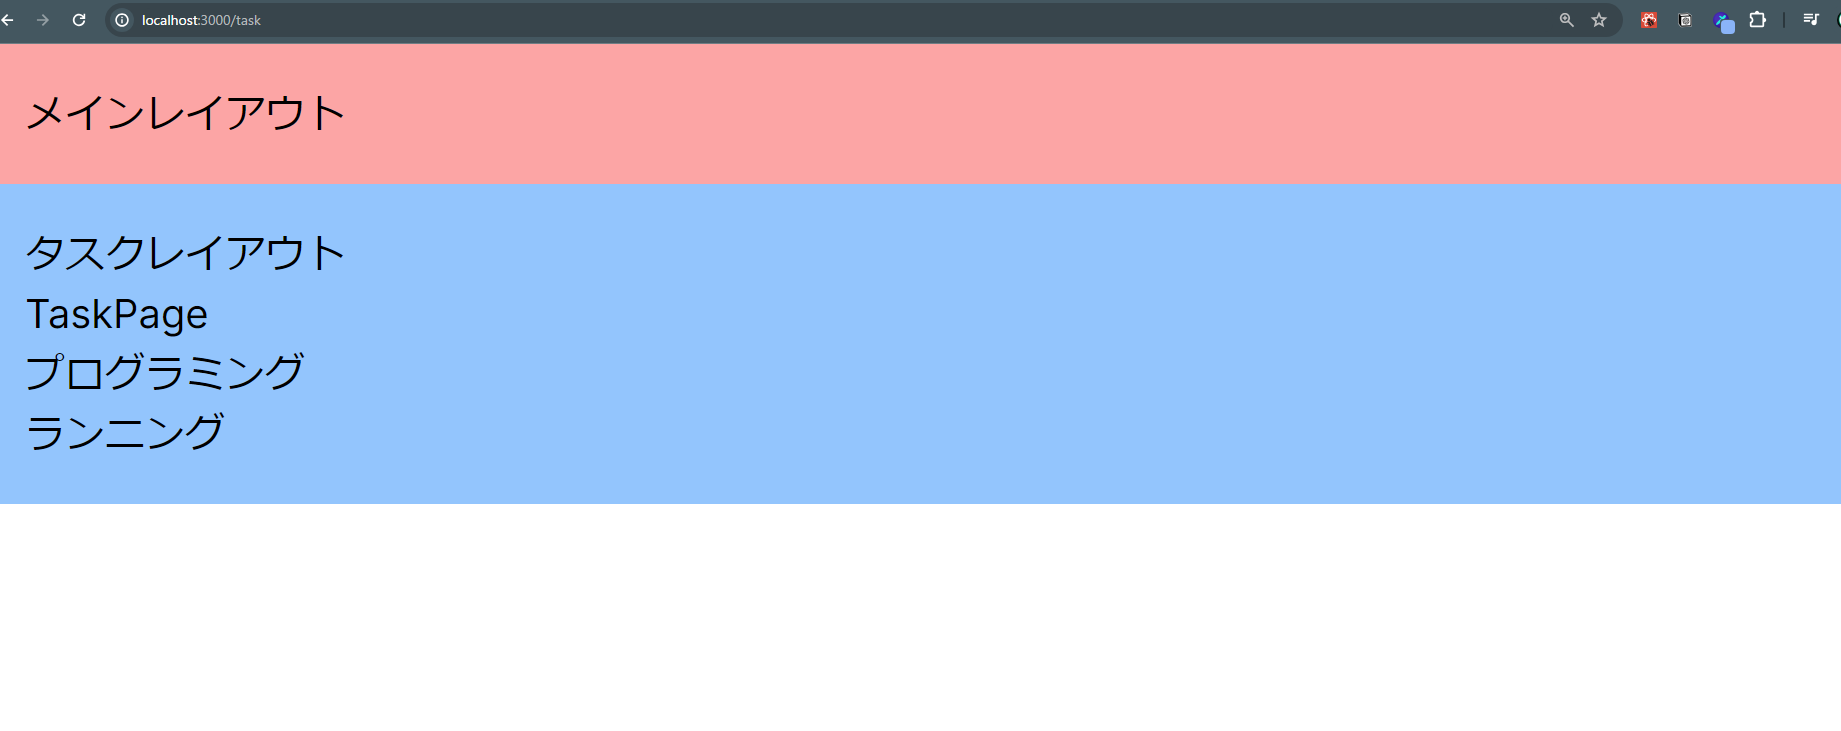 localhost:3000/task
メインレイアウト
タスクレイアウト
TaskPage
プログラミング
ランニング